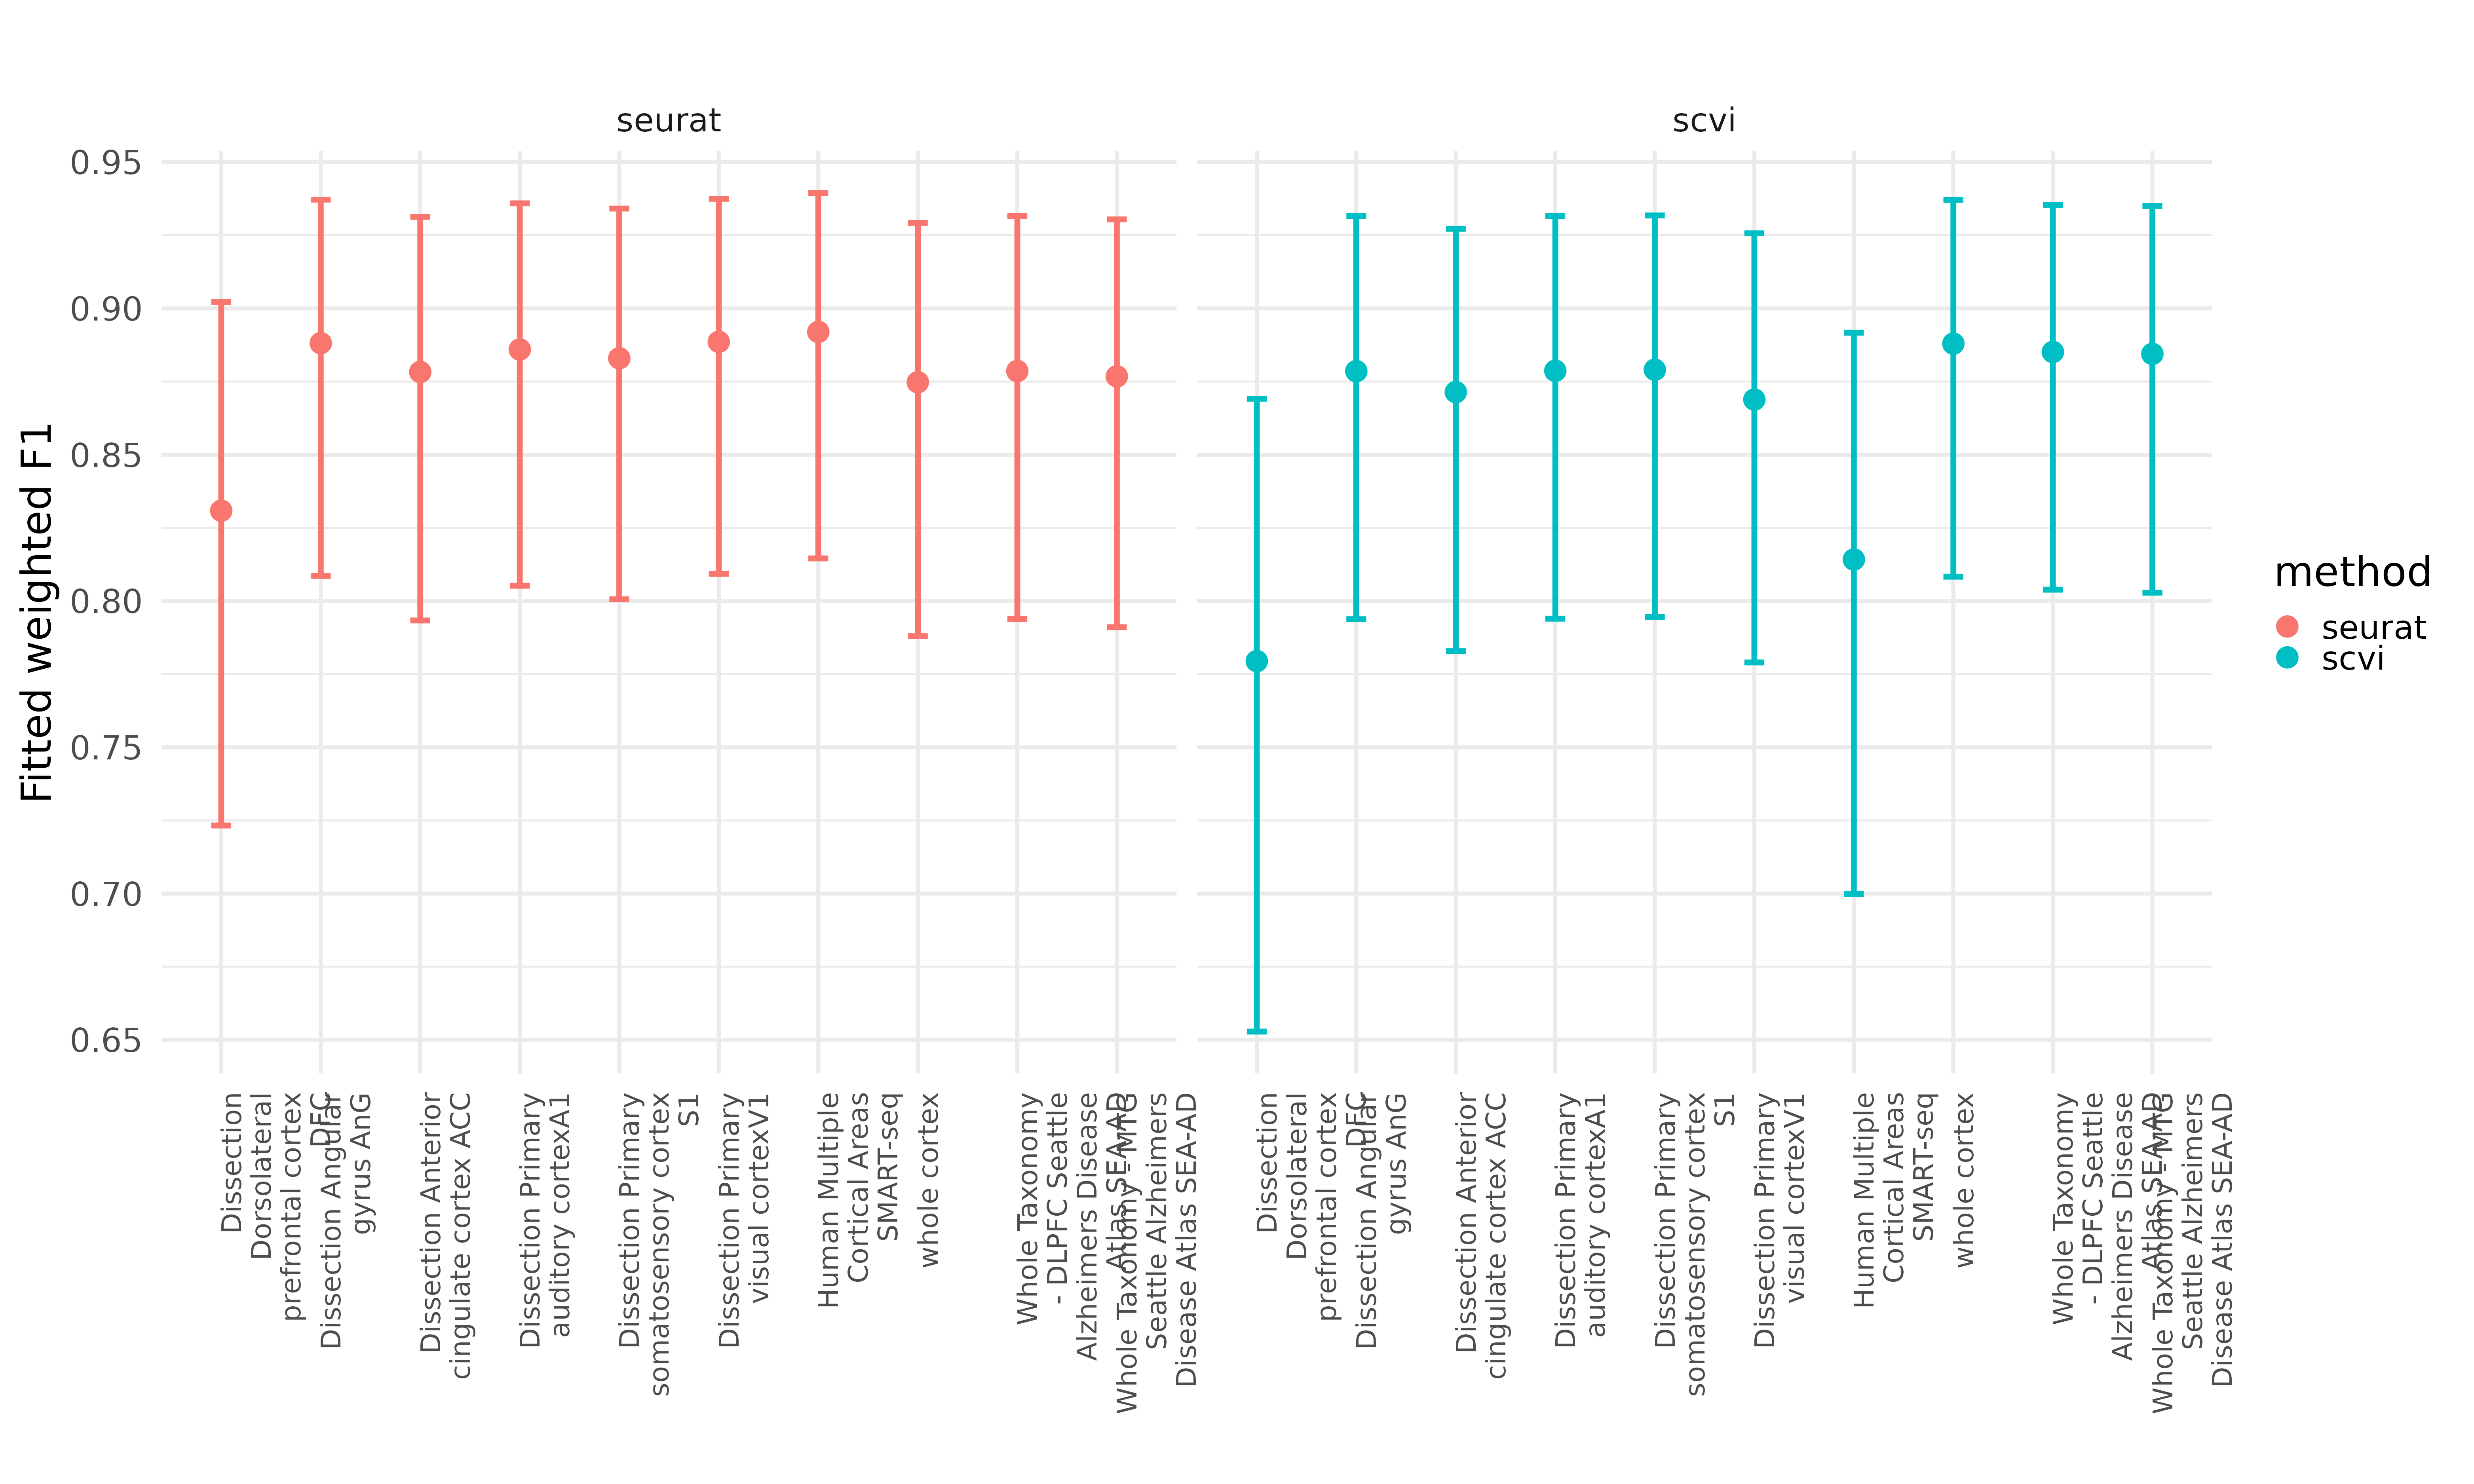 seurat
scvi
Fitted weighted F1
0.95
0.90
0.85
0.80
0.75
0.70
0.65
Dissection
Dorsolateral
prefrontal cortex
DFC
Dissection Angular
gyrus AnG
Dissection Anterior
cingulate cortex ACC
Dissection Primary
auditory cortexA1
Dissection Primary
somatosensory cortex
S1
Dissection Primary
visual cortexV1
Human Multiple
Cortical Areas
SMART-seq
whole cortex
Whole Taxonomy
- DLPFC Seattle
Alzheimers Disease
Atlas SEA-AD
Whole Taxonomy - MTG
Seattle Alzheimers
Disease Atlas SEA-AD
Dissection
Dorsolateral
prefrontal cortex
DFC
Dissection Angular
gyrus AnG
Dissection Anterior
cingulate cortex ACC
Dissection Primary
auditory cortexA1
Dissection Primary
somatosensory cortex
S1
Dissection Primary
visual cortexV1
Human Multiple
Cortical Areas
SMART-seq
whole cortex
Whole Taxonomy
- DLPFC Seattle
Alzheimers Disease
Atlas SEA-AD
Whole Taxonomy - MTG
Seattle Alzheimers
Disease Atlas SEA-AD
method
seurat
scvi